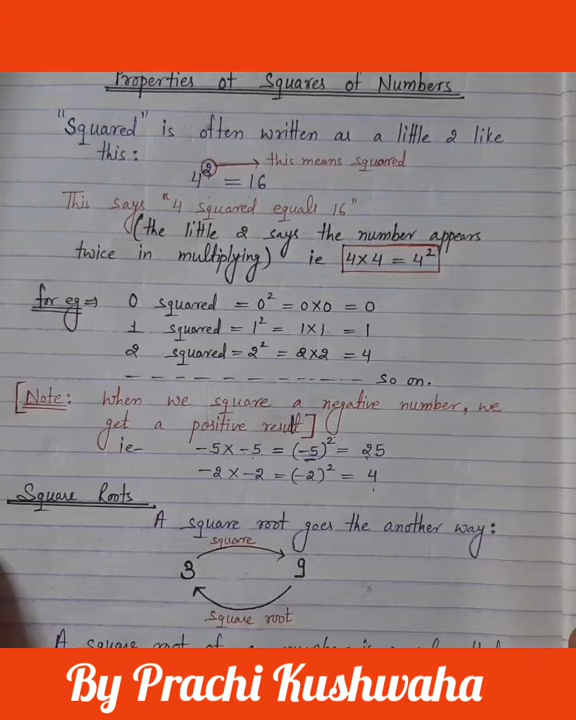 Properties of Squares of Numbers
"Squared" is often written as a little 2 like
this:
4² = 16 → this means squared
This says "4 squared equals 16"
(the little 2 says the number appears
twice in multiplying) ie 4×4 = 4²
for eg ⇒ 0 squared = 0² = 0×0 = 0
1 squared = 1² = 1×1 = 1
2 squared = 2² = 2×2 = 4
- - - - - - - - - - - - - so on.
[Note: when we square a negative number, we
get a positive result]
ie- -5×-5 = (-5)² = 25
-2×-2 = (-2)² = 4
Square Roots
A square root goes the another way:
square
3 9
square root
A square root of a
By Prachi Kushwaha